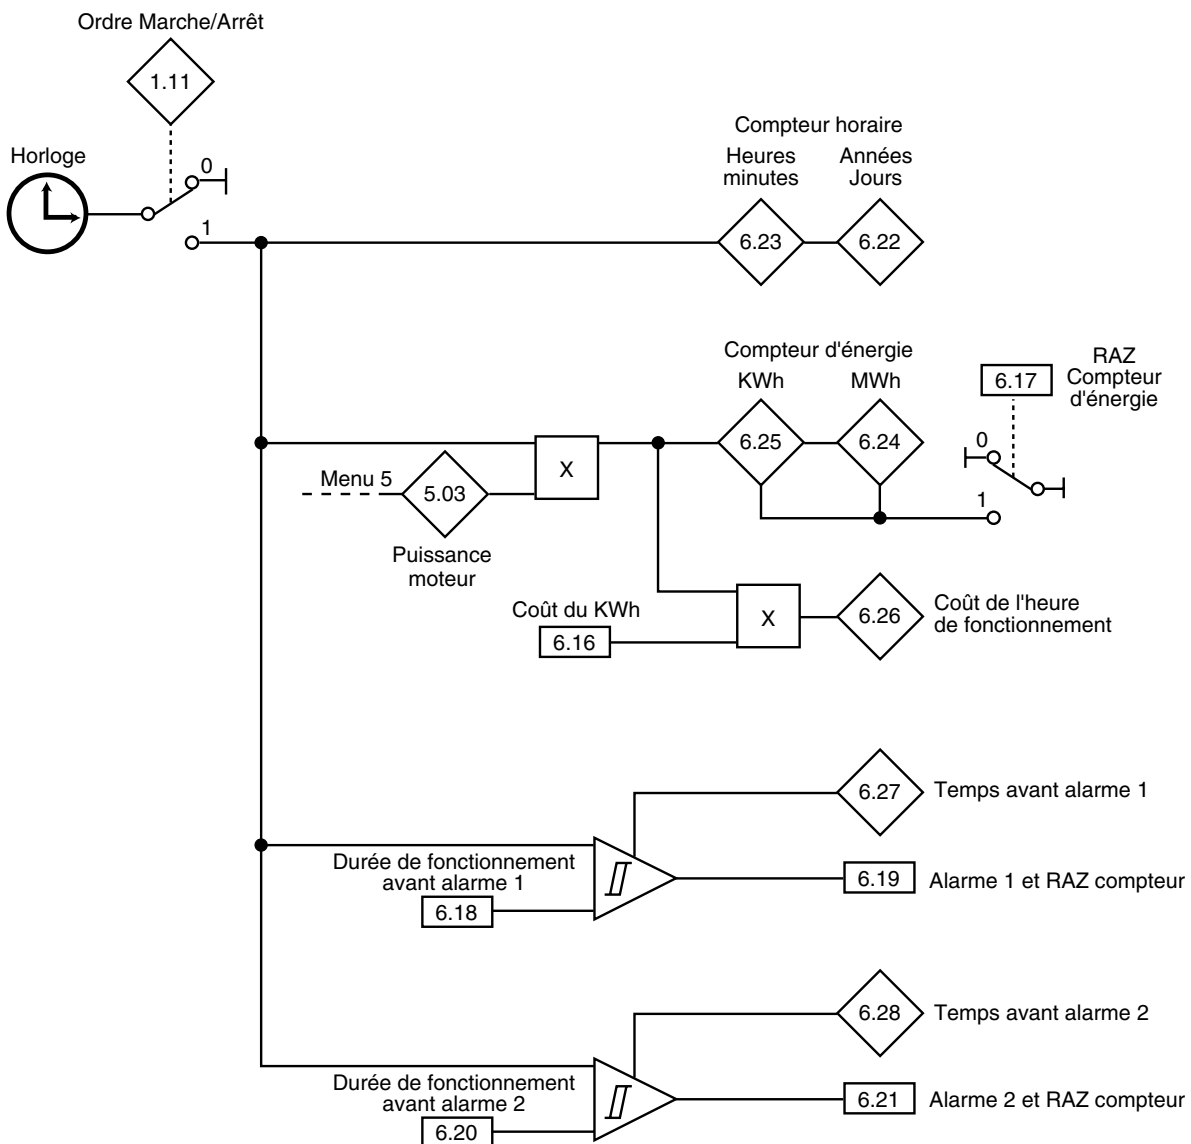 Ordre Marche/Arrêt
1.11
Horloge
0
1
Compteur horaire
Heures
minutes
Années
Jours
6.23
6.22
Compteur d'énergie
KWh
MWh
6.25
6.24
6.17
RAZ
Compteur
d'énergie
0
1
Menu 5
5.03
X
Puissance
moteur
Coût du KWh
6.16
X
6.26
Coût de l'heure
de fonctionnement
6.27
Temps avant alarme 1
Durée de fonctionnement
avant alarme 1
6.18
6.19
Alarme 1 et RAZ compteur
6.28
Temps avant alarme 2
Durée de fonctionnement
avant alarme 2
6.20
6.21
Alarme 2 et RAZ compteur